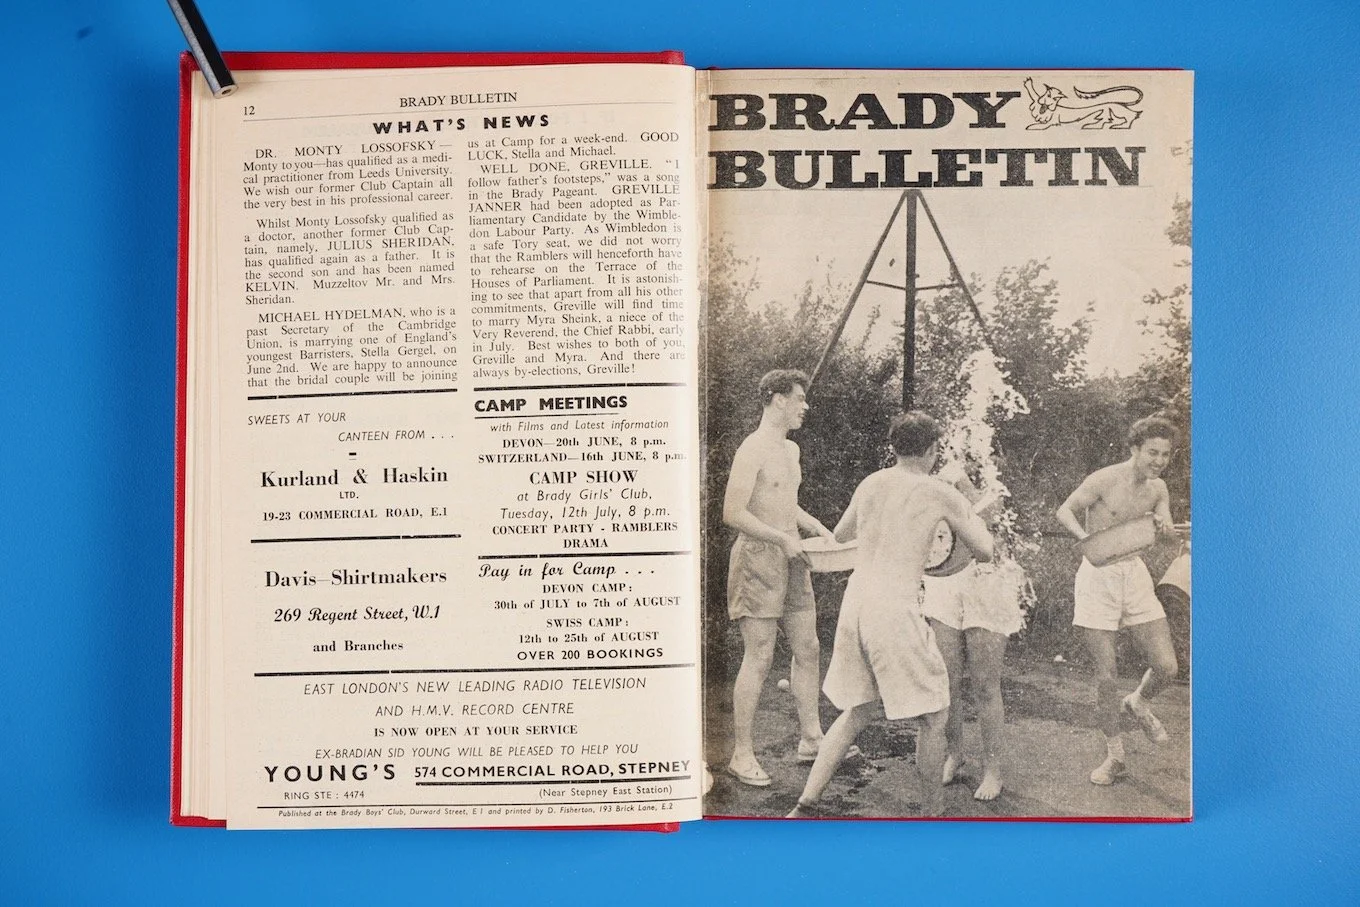 12
BRADY BULLETIN
WHAT'S NEWS
DR. MONTY LOSSOFSKY—
Monty to you—has qualified as a medi-
cal practitioner from Leeds University.
We wish our former Club Captain all
the very best in his professional career.
Whilst Monty Lossofsky qualified as
a doctor, another former Club Cap-
tain, namely, JULIUS SHERIDAN,
has qualified again as a father. It is
the second son and has been named
KELVIN. Muzzeltov Mr. and Mrs.
Sheridan.
MICHAEL HYDELMAN, who is a
past Secretary of the Cambridge
Union, is marrying one of England's
youngest Barristers, Stella Gergel, on
June 2nd. We are happy to announce
that the bridal couple will be joining
us at Camp for a week-end. GOOD
LUCK, Stella and Michael.
WELL DONE, GREVILLE. "I
follow father's footsteps," was a song
in the Brady Pageant. GREVILLE
JANNER had been adopted as Par-
liamentary Candidate by the Wimble-
don Labour Party. As Wimbledon is
a safe Tory seat, we did not worry
that the Ramblers will henceforth have
to rehearse on the Terrace of the
Houses of Parliament. It is astonish-
ing to see that apart from all his other
commitments, Greville will find time
to marry Myra Sheink, a niece of the
Very Reverend, the Chief Rabbi, early
in July. Best wishes to both of you,
Greville and Myra. And there are
always by-elections, Greville!
SWEETS AT YOUR
CANTEEN FROM . . .
Kurland & Haskin
LTD.
19-23 COMMERCIAL ROAD, E.1
Davis—Shirtmakers
269 Regent Street, W.1
and Branches
CAMP MEETINGS
with Films and Latest information
DEVON—20th JUNE, 8 p.m.
SWITZERLAND—16th JUNE, 8 p.m.
CAMP SHOW
at Brady Girls' Club,
Tuesday, 12th July, 8 p.m.
CONCERT PARTY - RAMBLERS
DRAMA
Pay in for Camp . . .
DEVON CAMP:
30th of JULY to 7th of AUGUST
SWISS CAMP:
12th to 25th of AUGUST
OVER 200 BOOKINGS
EAST LONDON'S NEW LEADING RADIO TELEVISION
AND H.M.V. RECORD CENTRE
IS NOW OPEN AT YOUR SERVICE
EX-BRADIAN SID YOUNG WILL BE PLEASED TO HELP YOU
YOUNG'S 574 COMMERCIAL ROAD, STEPNEY
RING STE : 4474 (Near Stepney East Station)
Published at the Brady Boys' Club, Durward Street, E 1 and printed by D. Fisherton, 193 Brick Lane, E.2
BRADY
BULLETIN